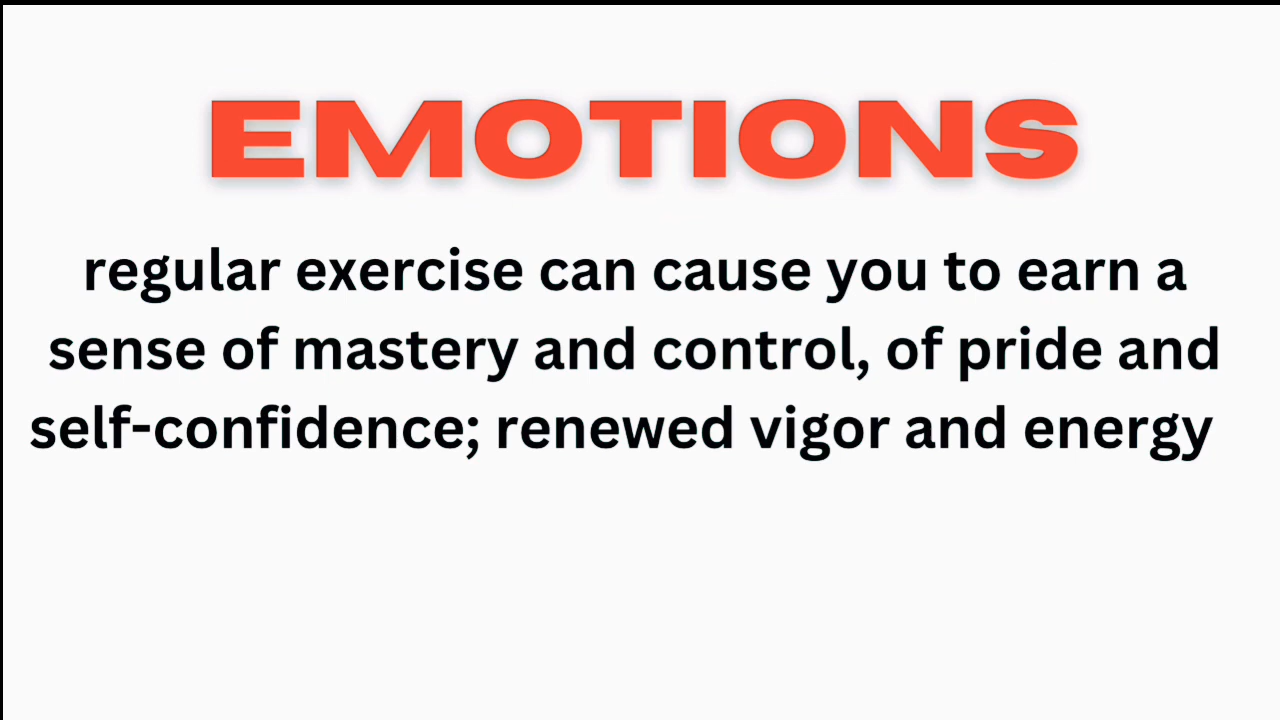 EMOTIONS
regular exercise can cause you to earn a
sense of mastery and control, of pride and
self-confidence; renewed vigor and energy